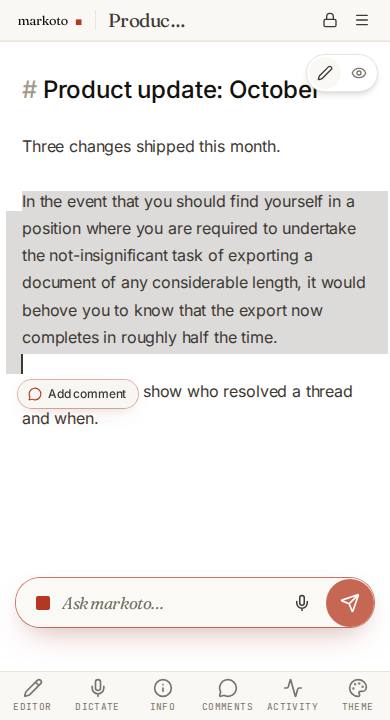 markoto
Produc...
# Product update: October
Three changes shipped this month.
In the event that you should find yourself in a
position where you are required to undertake
the not-insignificant task of exporting a
document of any considerable length, it would
behove you to know that the export now
completes in roughly half the time.
Add comment
show who resolved a thread
and when.
Ask markoto...
EDITOR
DICTATE
INFO
COMMENTS
ACTIVITY
THEME